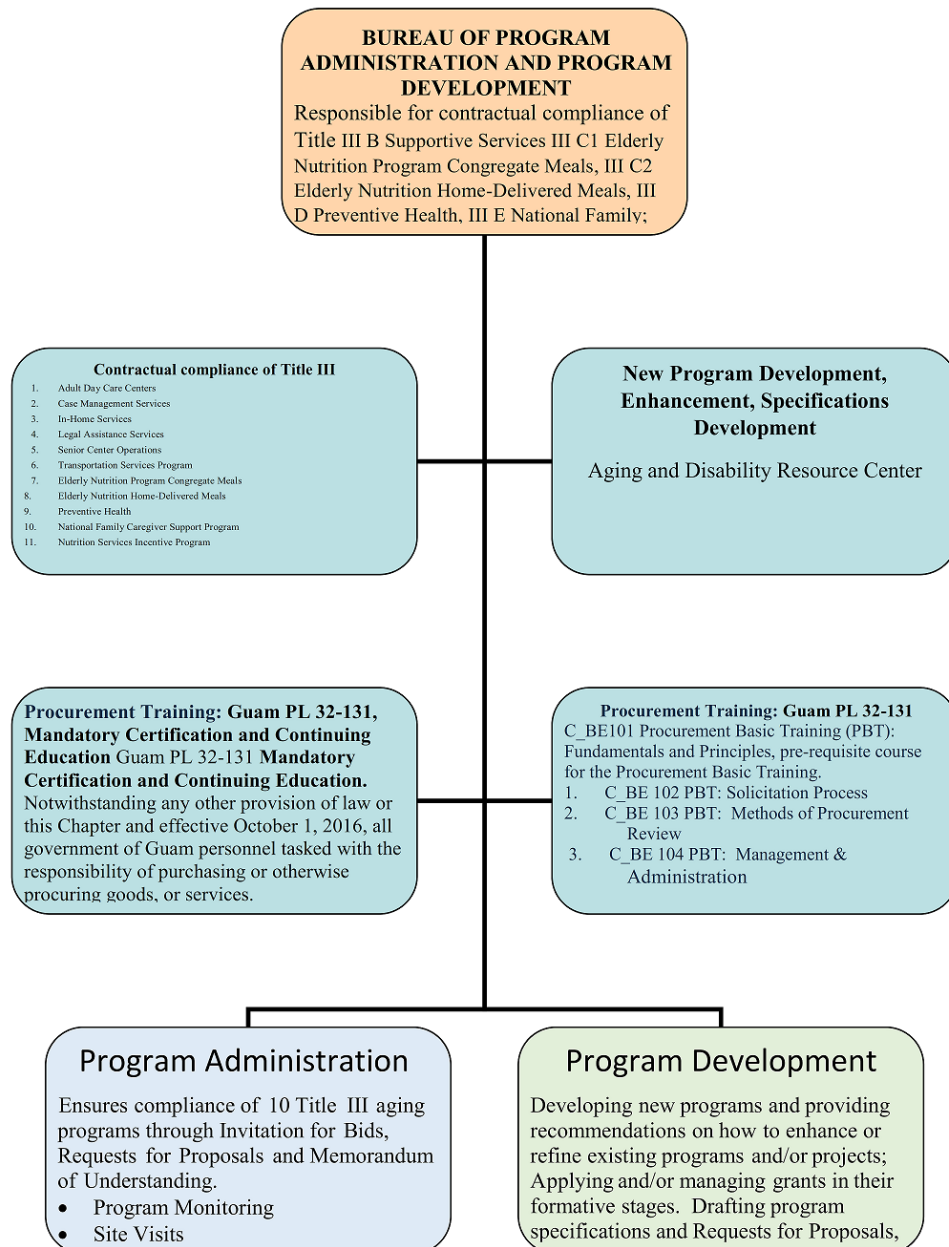 BUREAU OF PROGRAM
ADMINISTRATION AND PROGRAM
DEVELOPMENT
Responsible for contractual compliance of
Title III B Supportive Services III C1 Elderly
Nutrition Program Congregate Meals, III C2
Elderly Nutrition Home-Delivered Meals, III
D Preventive Health, III E National Family;
Contractual compliance of Title III
1. Adult Day Care Centers
2. Case Management Services
3. In-Home Services
4. Legal Assistance Services
5. Senior Center Operations
6. Transportation Services Program
7. Elderly Nutrition Program Congregate Meals
8. Elderly Nutrition Home-Delivered Meals
9. Preventive Health
10. National Family Caregiver Support Program
11. Nutrition Services Incentive Program
New Program Development,
Enhancement, Specifications
Development
Aging and Disability Resource Center
Procurement Training: Guam PL 32-131,
Mandatory Certification and Continuing
Education Guam PL 32-131 Mandatory
Certification and Continuing Education.
Notwithstanding any other provision of law or
this Chapter and effective October 1, 2016, all
government of Guam personnel tasked with the
responsibility of purchasing or otherwise
procuring goods, or services.
Procurement Training: Guam PL 32-131
C_BE101 Procurement Basic Training (PBT):
Fundamentals and Principles, pre-requisite course
for the Procurement Basic Training.
1. C_BE 102 PBT: Solicitation Process
2. C_BE 103 PBT: Methods of Procurement
Review
3. C_BE 104 PBT: Management &
Administration
Program Administration
Ensures compliance of 10 Title III aging
programs through Invitation for Bids,
Requests for Proposals and Memorandum
of Understanding.
• Program Monitoring
• Site Visits
Program Development
Developing new programs and providing
recommendations on how to enhance or
refine existing programs and/or projects;
Applying and/or managing grants in their
formative stages. Drafting program
specifications and Requests for Proposals,